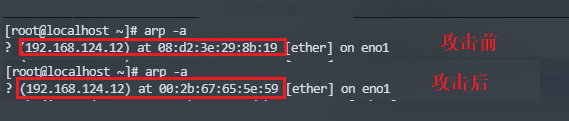 [root@localhost ~]# arp -a
? (192.168.124.12) at 08:d2:3e:29:8b:19 [ether] on eno1
攻击前
[root@localhost ~]# arp -a
? (192.168.124.12) at 00:2b:67:65:5e:59 [ether] on eno1
攻击后